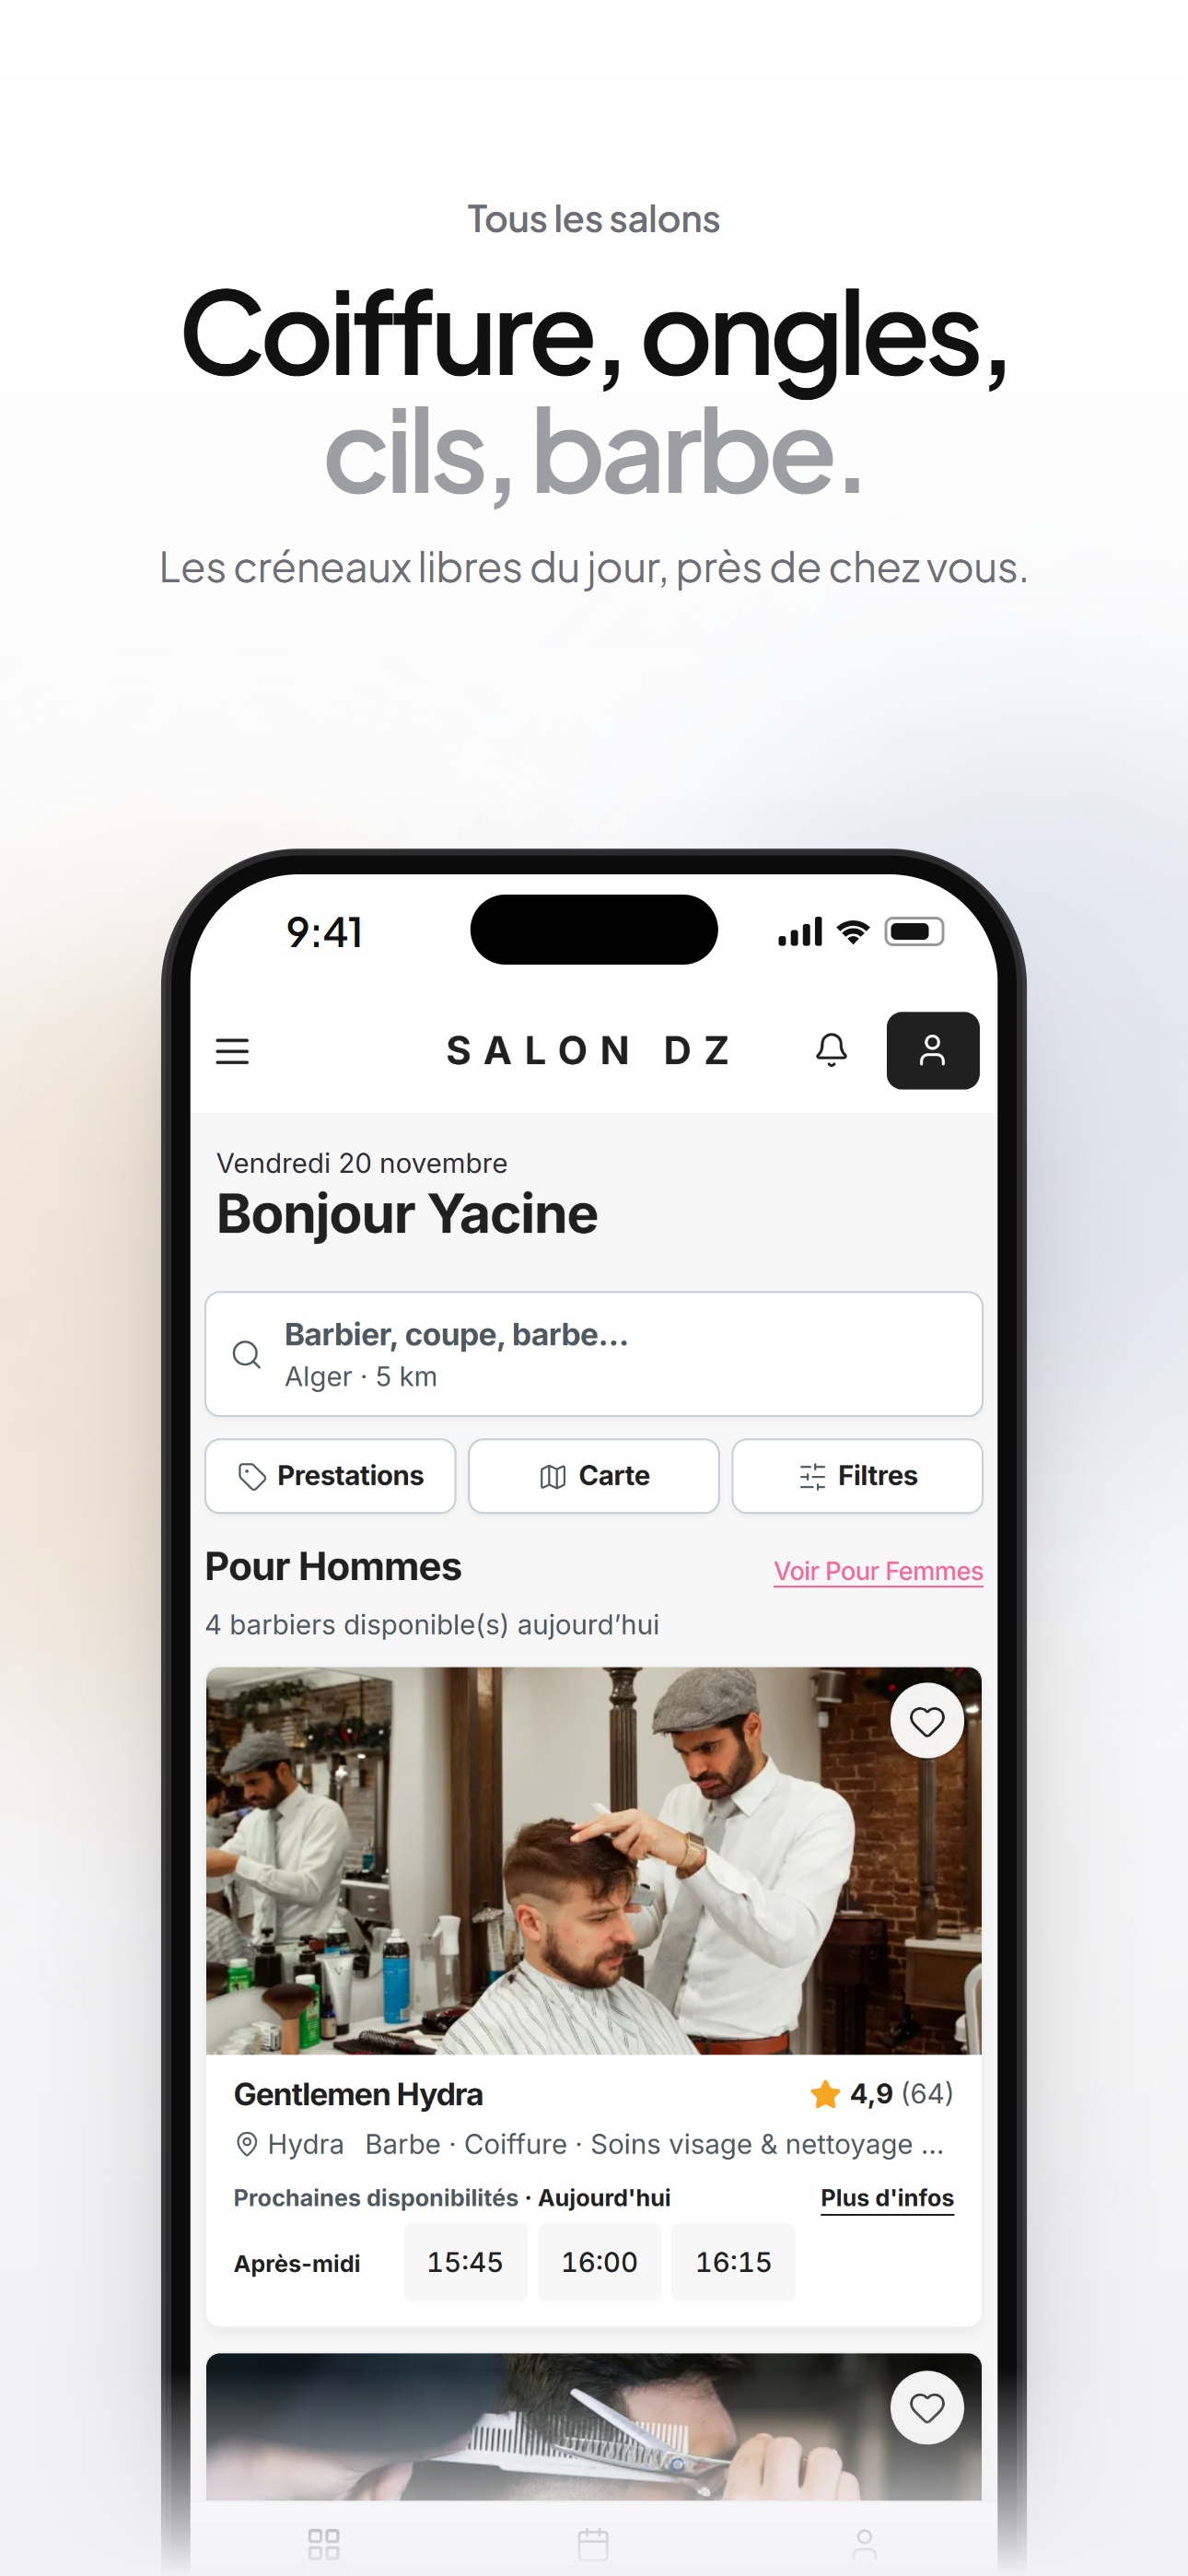 Tous les salons
Coiffure, ongles,
cils, barbe.
Les créneaux libres du jour, près de chez vous.
9:41
SALON DZ
Vendredi 20 novembre
Bonjour Yacine
Barbier, coupe, barbe...
Alger · 5 km
Prestations Carte Filtres
Pour Hommes Voir Pour Femmes
4 barbiers disponible(s) aujourd’hui
Gentlemen Hydra 4,9 (64)
Hydra Barbe · Coiffure · Soins visage & nettoyage ...
Prochaines disponibilités · Aujourd'hui Plus d'infos
Après-midi 15:45 16:00 16:15